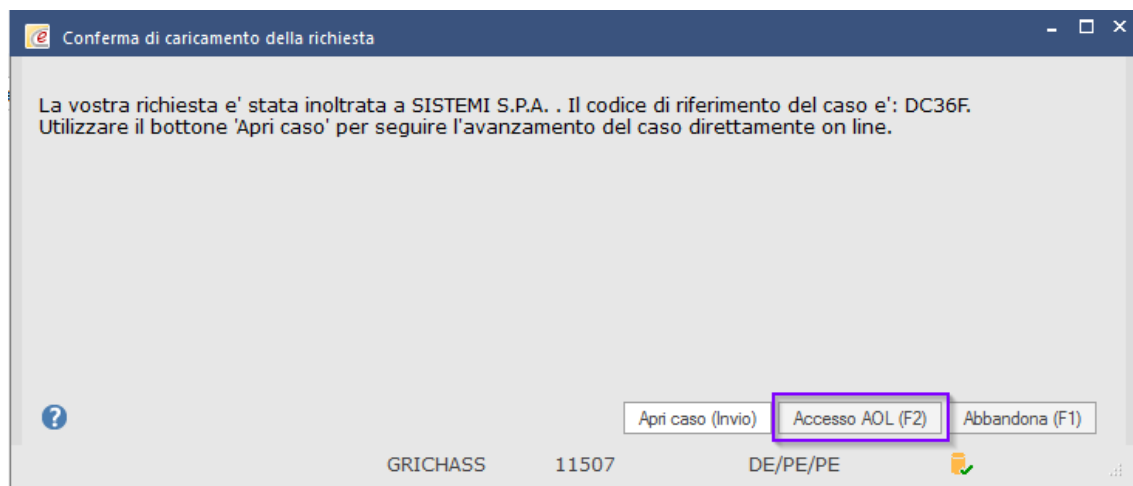 Conferma di caricamento della richiesta
La vostra richiesta e' stata inoltrata a SISTEMI S.P.A. . Il codice di riferimento del caso e': DC36F.
Utilizzare il bottone 'Apri caso' per seguire l'avanzamento del caso direttamente on line.
Apri caso (Invio) Accesso AOL (F2) Abbandona (F1)
GRICHASS 11507 DE/PE/PE